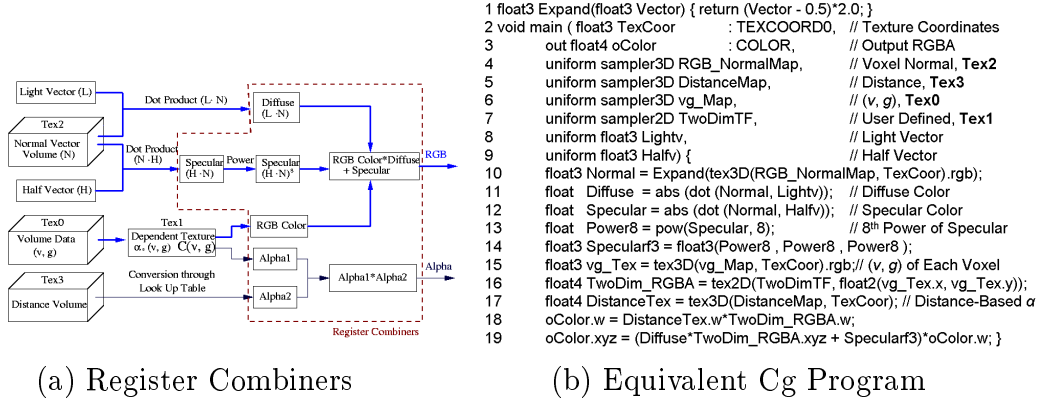 Light Vector (L)
Tex2
Normal Vector
Volume (N)
Half Vector (H)
Tex0
Volume Data
(v, g)
Tex3
Distance Volume
Dot Product (L· N)
Dot Product
(N ·H)
Specular
(H ·N)
Power
Specular
(H ·N)⁸
Diffuse
(L ·N)
RGB Color*Diffuse
+ Specular
RGB
Tex1
Dependent Texture
α, (v, g) C(v, g)
RGB Color
Alpha1
Alpha2
Alpha1*Alpha2
Alpha
Conversion through
Look Up Table
Register Combiners
(a) Register Combiners
1 float3 Expand(float3 Vector) { return (Vector - 0.5)*2.0; }
2 void main ( float3 TexCoor : TEXCOORD0, // Texture Coordinates
3 out float4 oColor : COLOR, // Output RGBA
4 uniform sampler3D RGB_NormalMap, // Voxel Normal, Tex2
5 uniform sampler3D DistanceMap, // Distance, Tex3
6 uniform sampler3D vg_Map, // (v, g), Tex0
7 uniform sampler2D TwoDimTF, // User Defined, Tex1
8 uniform float3 Lightv, // Light Vector
9 uniform float3 Halfv) { // Half Vector
10 float3 Normal = Expand(tex3D(RGB_NormalMap, TexCoor).rgb);
11 float Diffuse = abs (dot (Normal, Lightv)); // Diffuse Color
12 float Specular = abs (dot (Normal, Halfv)); // Specular Color
13 float Power8 = pow(Specular, 8); // 8th Power of Specular
14 float3 Specularf3 = float3(Power8 , Power8 , Power8 );
15 float3 vg_Tex = tex3D(vg_Map, TexCoor).rgb;// (v, g) of Each Voxel
16 float4 TwoDim_RGBA = tex2D(TwoDimTF, float2(vg_Tex.x, vg_Tex.y));
17 float4 DistanceTex = tex3D(DistanceMap, TexCoor); // Distance-Based α
18 oColor.w = DistanceTex.w*TwoDim_RGBA.w;
19 oColor.xyz = (Diffuse*TwoDim_RGBA.xyz + Specularf3)*oColor.w; }
(b) Equivalent Cg Program